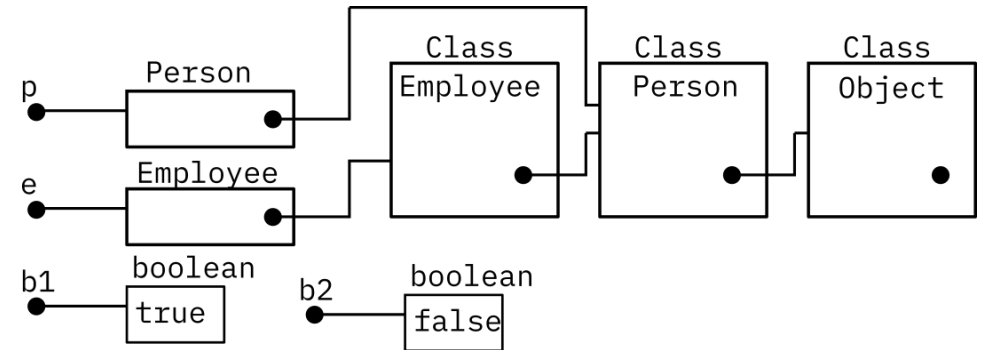 Class
Class
Class
p
Person
Employee
Person
Object
e
Employee
b1
boolean
true
b2
boolean
false